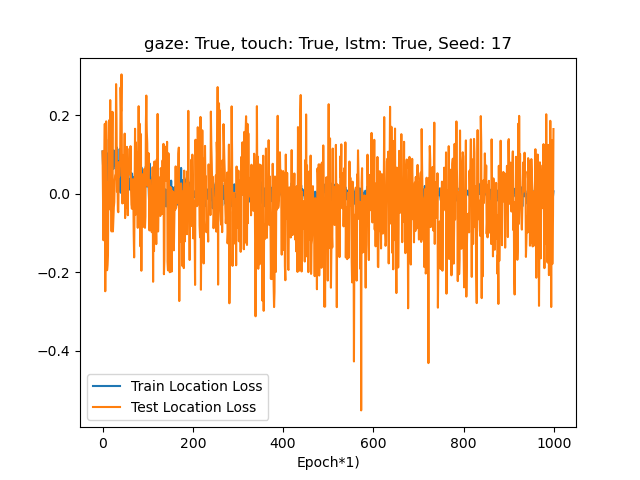 gaze: True, touch: True, lstm: True, Seed: 17
0.2
0.0
−0.2
−0.4
Train Location Loss
Test Location Loss
0 200 400 600 800 1000
Epoch*1)